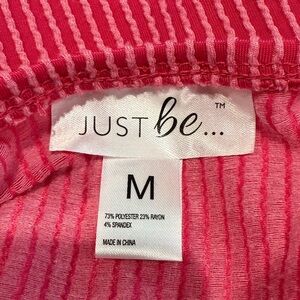 JUST be...™
M
73% POLYESTER 23% RAYON
4% SPANDEX
MADE IN CHINA